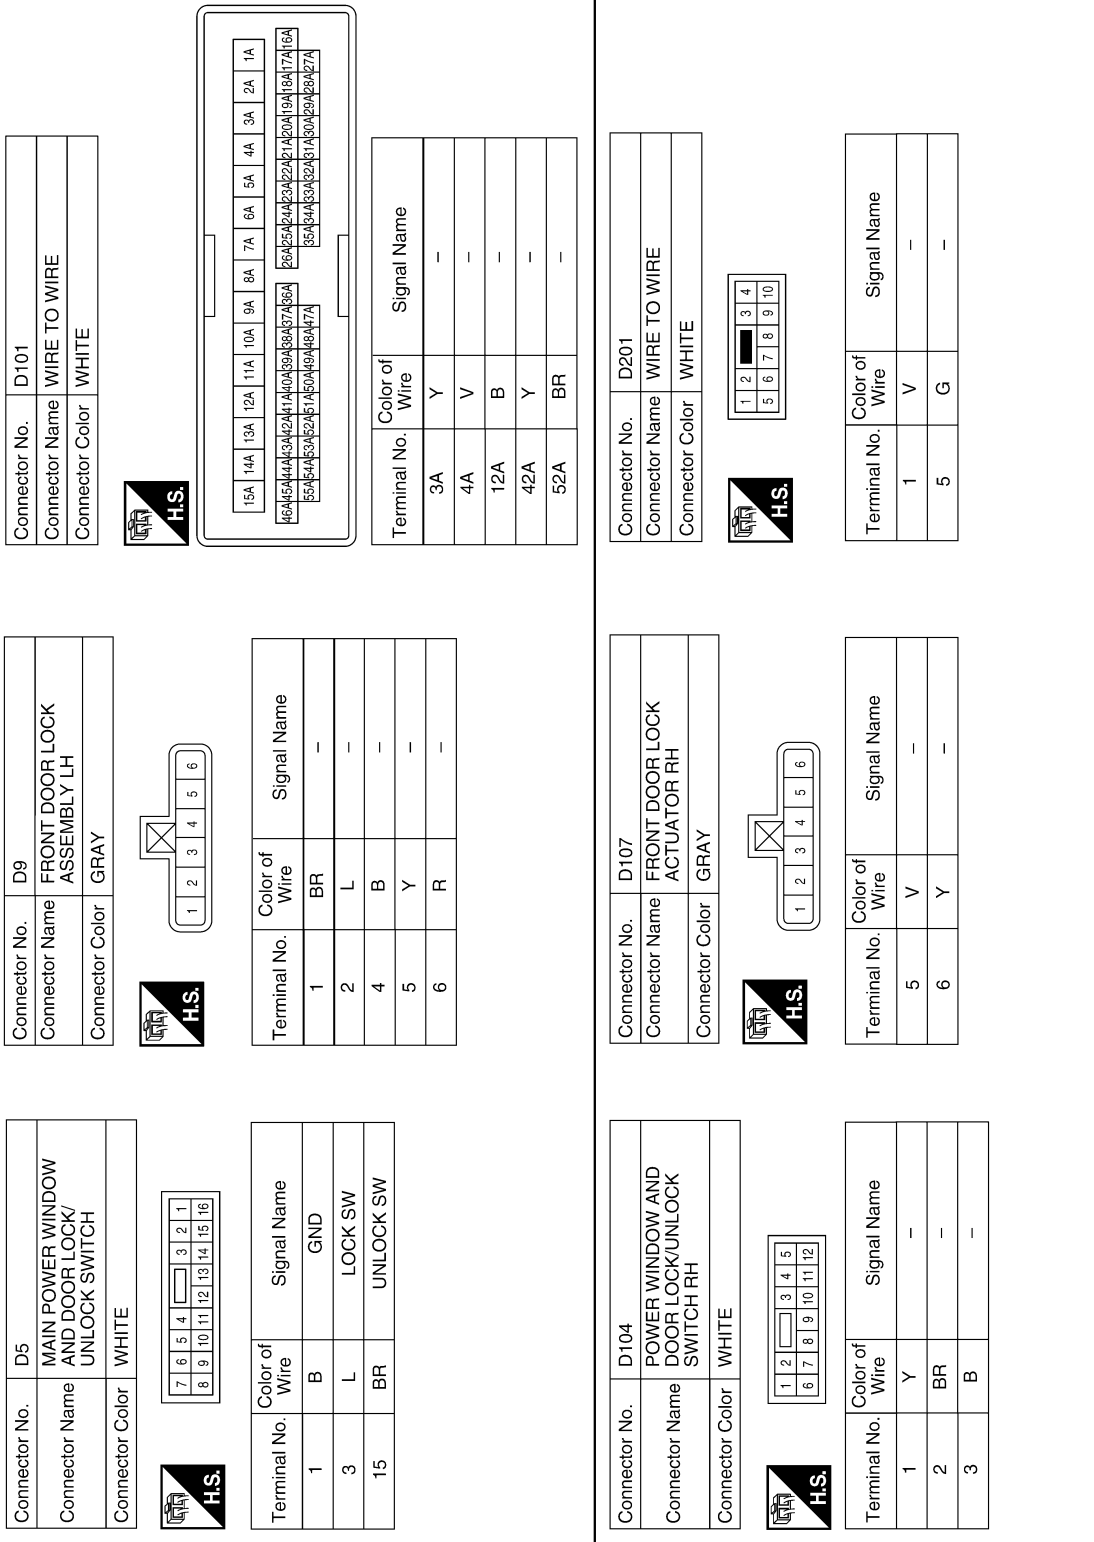 Connector No. D5
Connector Name MAIN POWER WINDOW
AND DOOR LOCK/
UNLOCK SWITCH
Connector Color WHITE
H.S.
7 6 5 4 3 2 1
8 9 10 11 12 13 14 15 16
Terminal No. Color of Wire Signal Name
1 B GND
3 L LOCK SW
15 BR UNLOCK SW
Connector No. D9
Connector Name FRONT DOOR LOCK
ASSEMBLY LH
Connector Color GRAY
H.S.
1 2 3 4 5 6
Terminal No. Color of Wire Signal Name
1 BR –
2 L –
4 B –
5 Y –
6 R –
Connector No. D101
Connector Name WIRE TO WIRE
Connector Color WHITE
H.S.
15A 14A 13A 12A 11A 10A 9A 8A 7A 6A 5A 4A 3A 2A 1A
46A 45A 44A 43A 42A 41A 40A 39A 38A 37A 36A 26A 25A 24A 23A 22A 21A 20A 19A 18A 17A 16A
55A 54A 53A 52A 51A 50A 49A 48A 47A 35A 34A 33A 32A 31A 30A 29A 28A 27A
Terminal No. Color of Wire Signal Name
3A Y –
4A V –
12A B –
42A Y –
52A BR –
Connector No. D104
Connector Name POWER WINDOW AND
DOOR LOCK/UNLOCK
SWITCH RH
Connector Color WHITE
H.S.
1 2 3 4 5
6 7 8 9 10 11 12
Terminal No. Color of Wire Signal Name
1 Y –
2 BR –
3 B –
Connector No. D107
Connector Name FRONT DOOR LOCK
ACTUATOR RH
Connector Color GRAY
H.S.
1 2 3 4 5 6
Terminal No. Color of Wire Signal Name
5 V –
6 Y –
Connector No. D201
Connector Name WIRE TO WIRE
Connector Color WHITE
H.S.
1 2 3 4
5 6 7 8 9 10
Terminal No. Color of Wire Signal Name
1 V –
5 G –